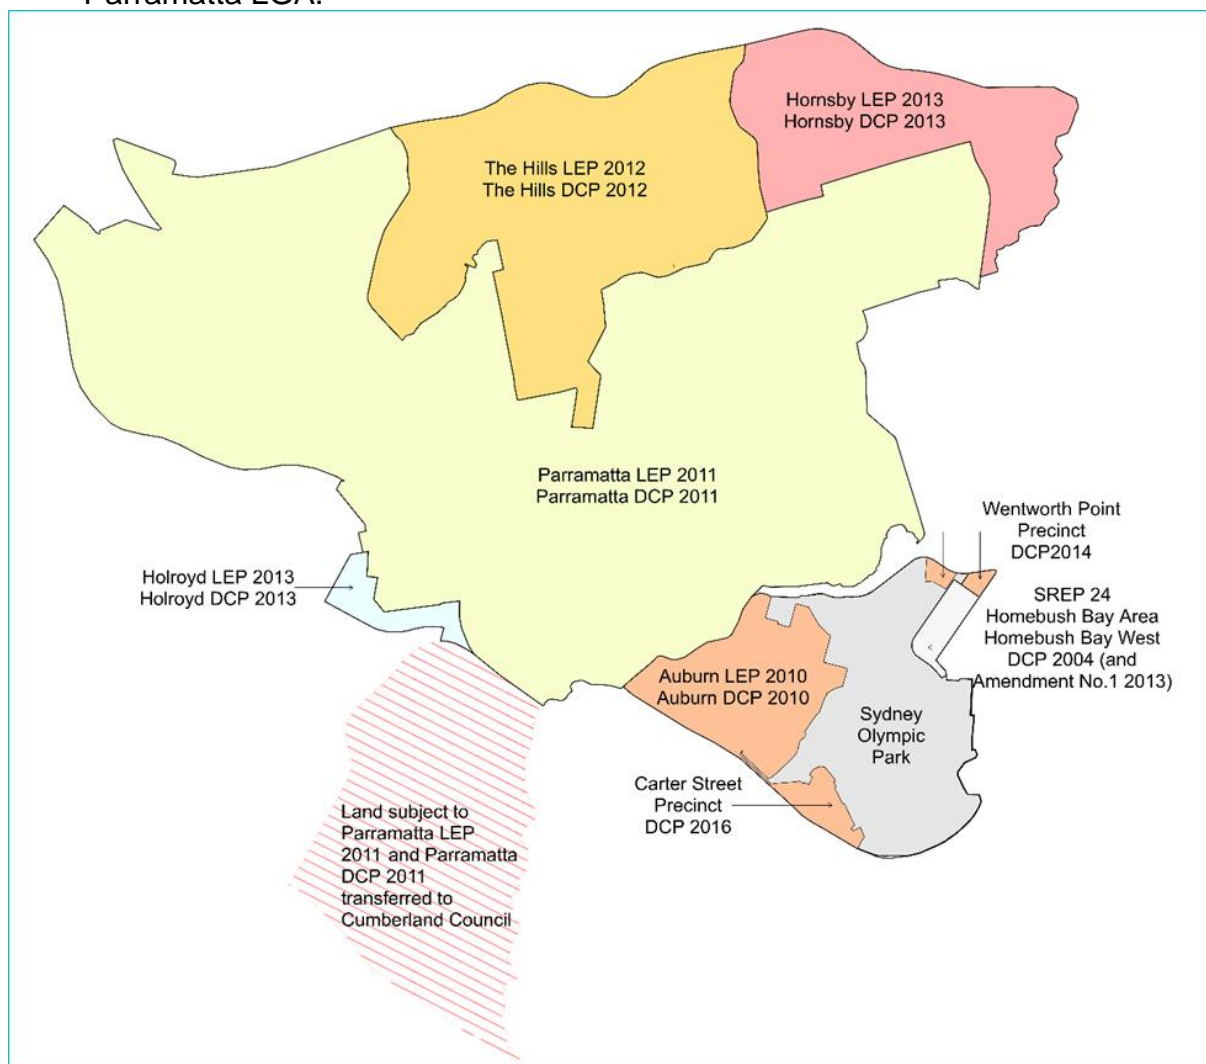 Parramatta LGA.
Hornsby LEP 2013
Hornsby DCP 2013
The Hills LEP 2012
The Hills DCP 2012
Parramatta LEP 2011
Parramatta DCP 2011
Wentworth Point
Precinct
DCP2014
Holroyd LEP 2013
Holroyd DCP 2013
SREP 24
Homebush Bay Area
Homebush Bay West
DCP 2004 (and
Amendment No.1 2013)
Auburn LEP 2010
Auburn DCP 2010
Sydney
Olympic
Park
Carter Street
Precinct
DCP 2016
Land subject to
Parramatta LEP
2011 and Parramatta
DCP 2011
transferred to
Cumberland Council